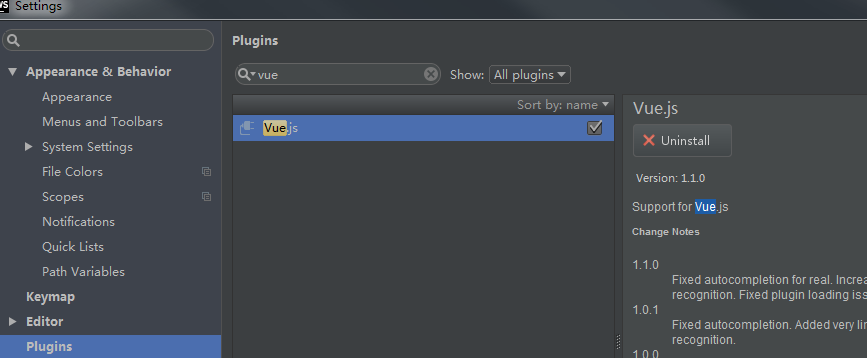 WS Settings
Plugins
vue Show: All plugins
Appearance & Behavior
Sort by: name
Appearance
Vue.js
Vue.js
Menus and Toolbars
Uninstall
System Settings
File Colors
Version: 1.1.0
Scopes
Support for Vue.js
Notifications
Change Notes
Quick Lists
1.1.0
Path Variables
Fixed autocompletion for real. Increa
Keymap
recognition. Fixed plugin loading iss
1.0.1
Editor
Fixed autocompletion. Added very lin
recognition.
Plugins
1.0.0